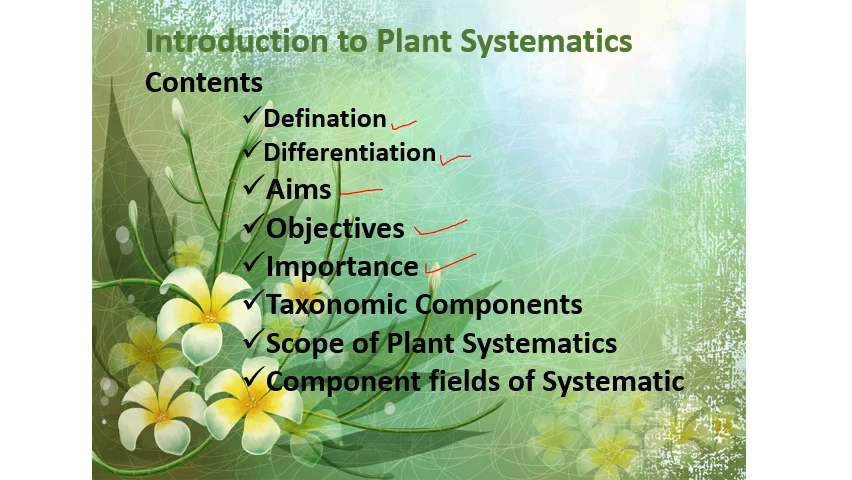 Introduction to Plant Systematics
Contents
✓Defination
✓Differentiation
✓Aims
✓Objectives
✓Importance
✓Taxonomic Components
✓Scope of Plant Systematics
✓Component fields of Systematic